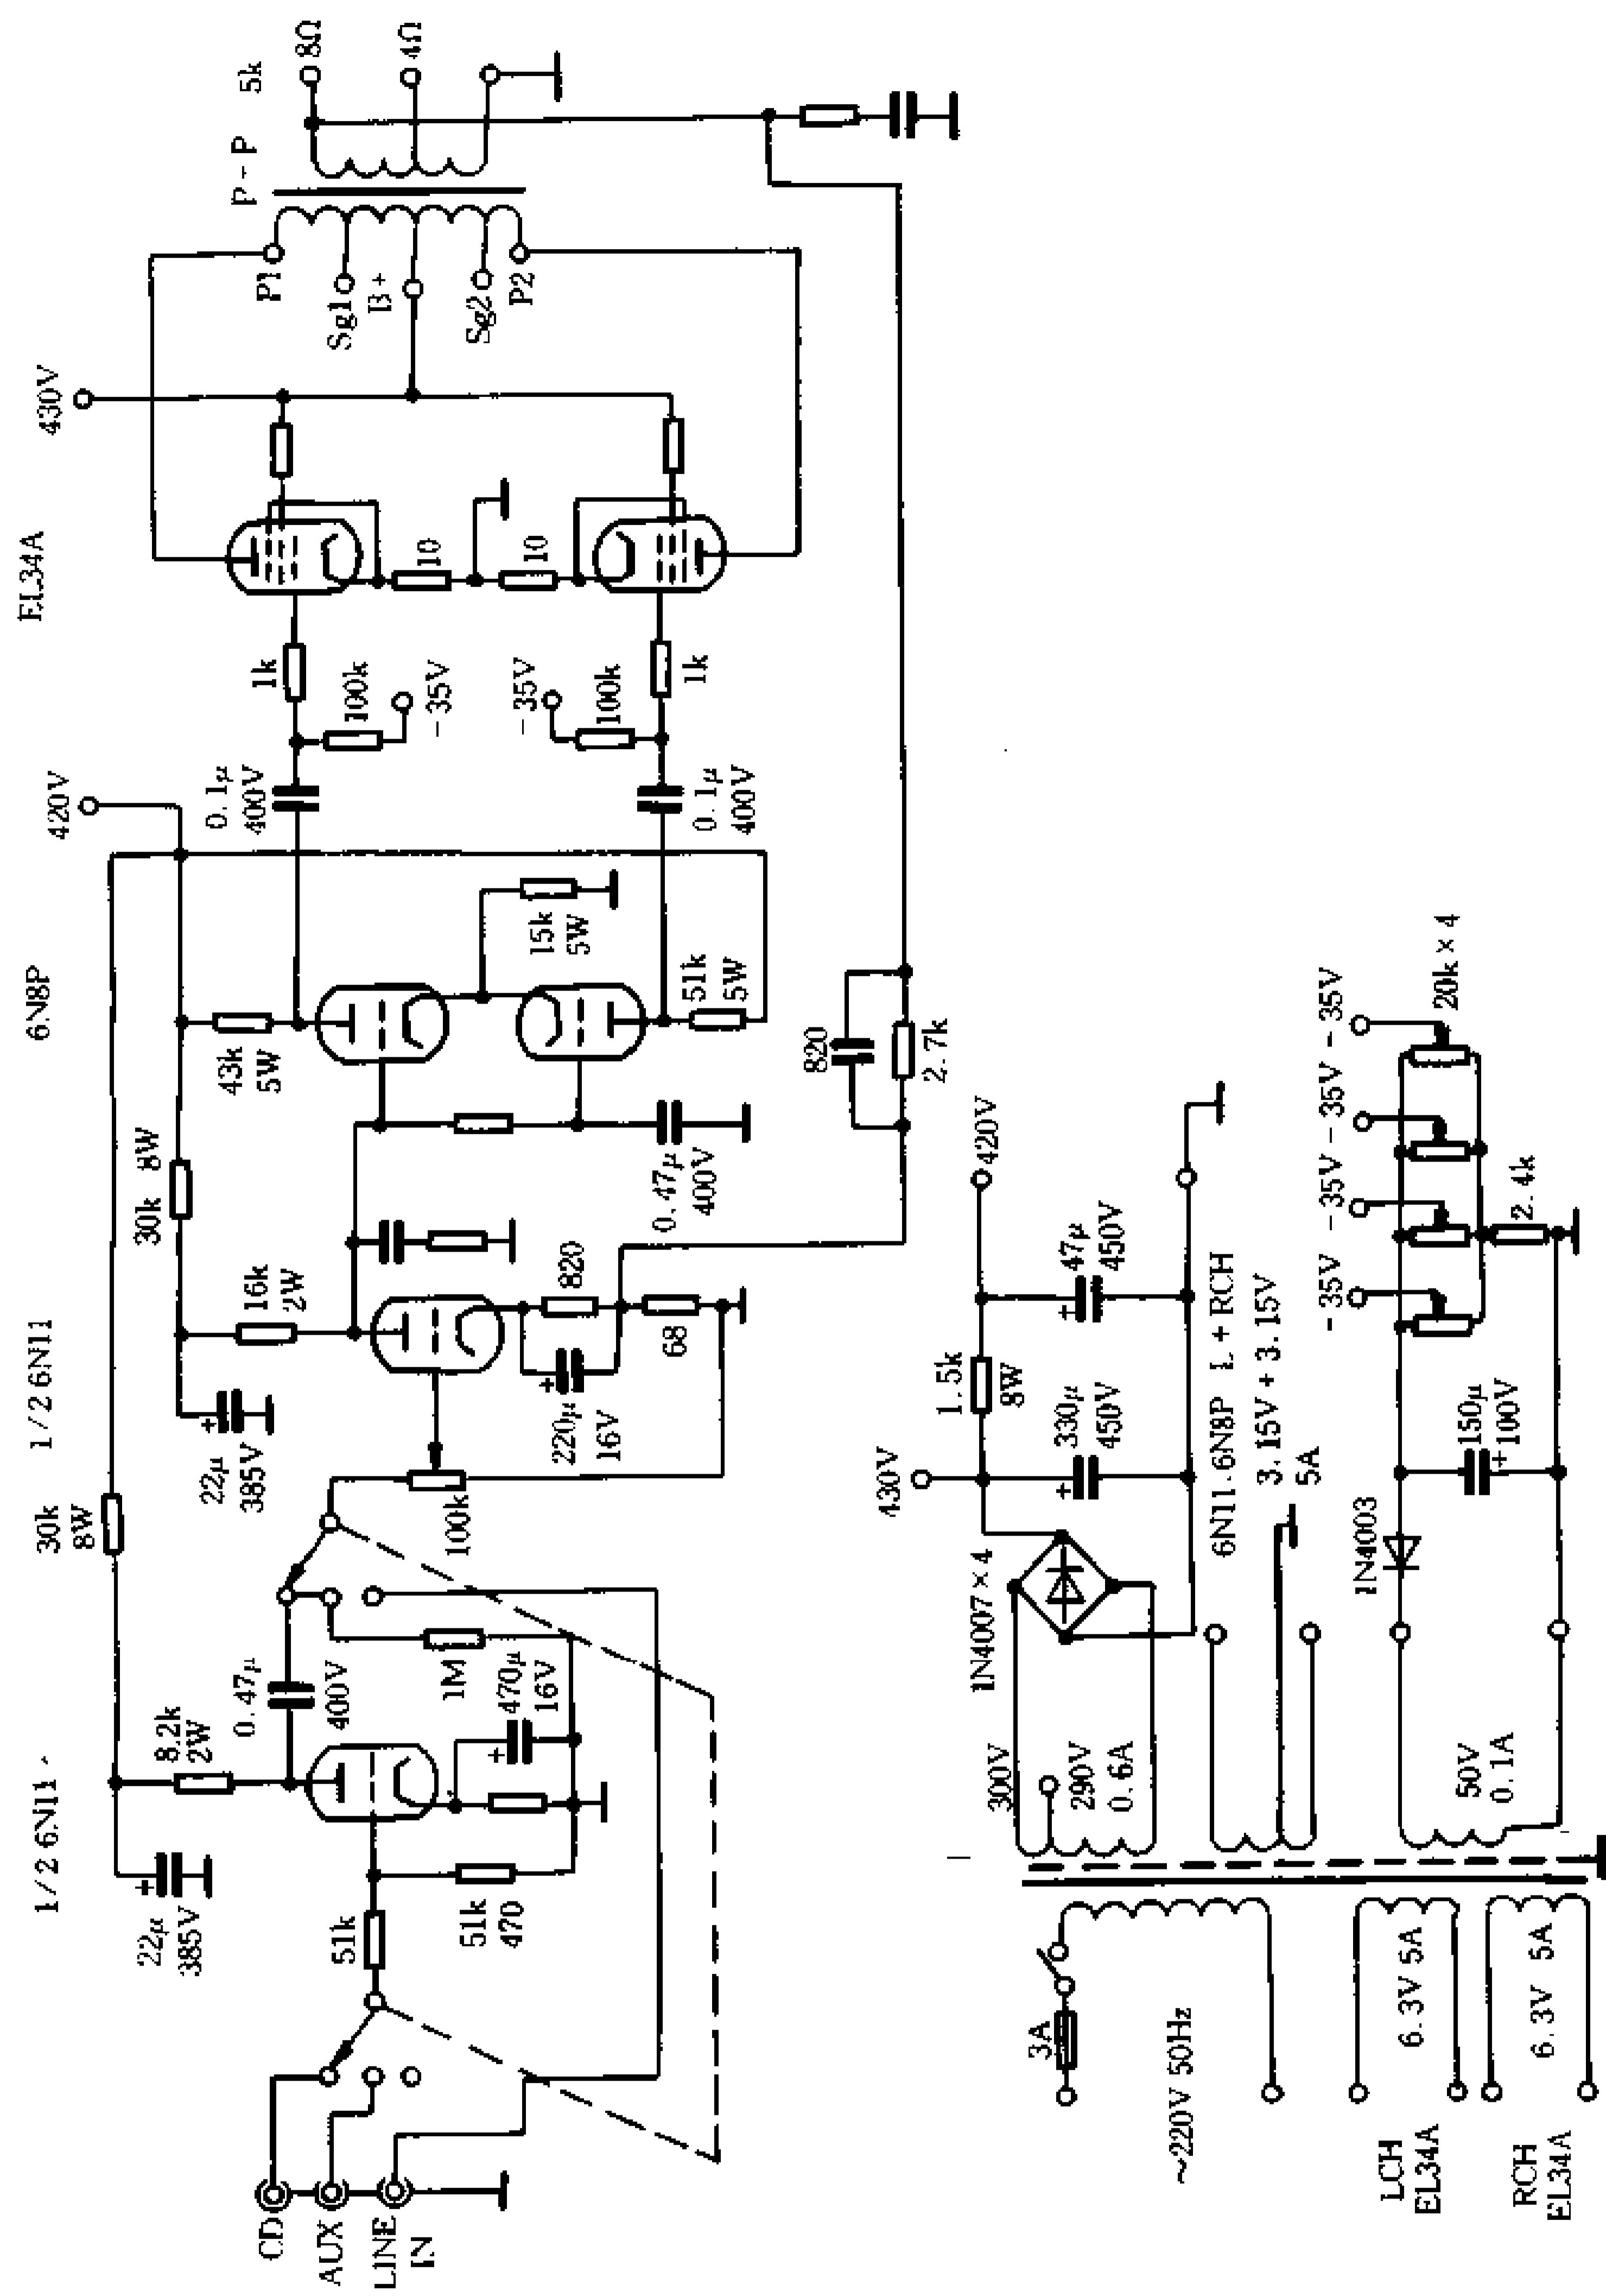 1/2 6N11
1/2 6N11
6N8P
EL34A
420V
430V
P-P
5k
8Ω
4Ω
30k
8W
30k 8W
22μ
385V
8.2k
2W
0.47μ
400V
22μ
385V
16k
2W
43k
5W
0.1μ
400V
1k
100k
-35V
10
10
-35V
100k
1k
0.1μ
400V
P1
Sg1
B+
Sg2
P2
CD
AUX
LINE
IN
51k
51k
470
1M
470μ
16V
100k
220μ
16V
820
68
0.47μ
400V
15k
5W
51k
5W
820
2.7k
3A
~220V 50Hz
LCH
EL34A
6.3V 5A
RCH
EL34A
6.3V 5A
300V
290V
0.6A
1N4007×4
430V
1.5k
8W
420V
330μ
450V
47μ
450V
6N11.6N8P L+RCH
3.15V+3.15V
5A
50V
0.1A
1N4003
150μ
100V
-35V
-35V
-35V
-35V
2.4k
20k×4